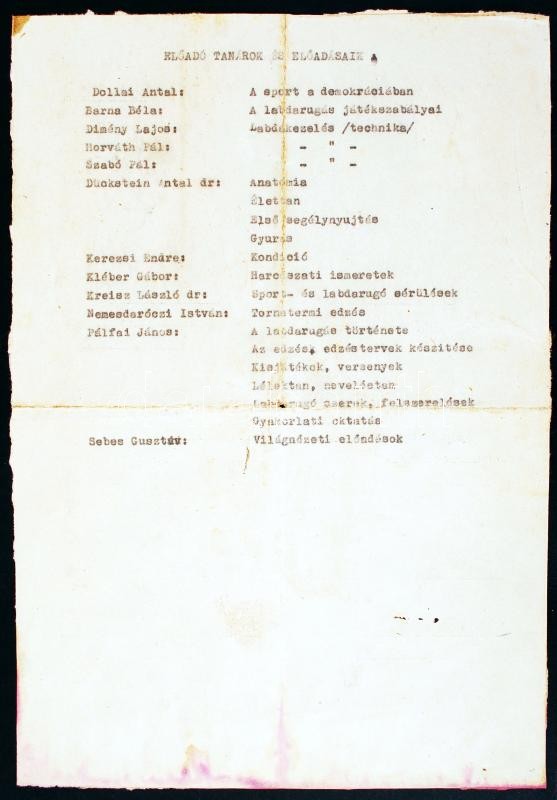 ELŐADÓ TANÁROK ÉS ELŐADÁSAIK
Dollai Antal: A sport a demokráciában
Barna Béla: A labdarugás játékszabályai
Dimény Lajos: Labdakezelés /technika/
Horváth Pál: - " -
Szabó Pál: - " -
Dückstein Antal dr: Anatómia
Élettan
Első segélynyujtás
Gyurás
Kerezsi Endre: Kondició
Kléber Gábor: Harcászati ismeretek
Kreisz László dr: Sport- és labdarugó sérülések
Nemesdaróczi István: Tornatermi edzés
Pálfai János: A labdarugás története
Az edzés, edzéstervek készitése
Kisjátékok, versenyek
Lélektan, neveléstan
Labdarugó cserek, felszerelések
Gyakorlati oktatás
Sebes Gusztáv: Világnézeti előadások